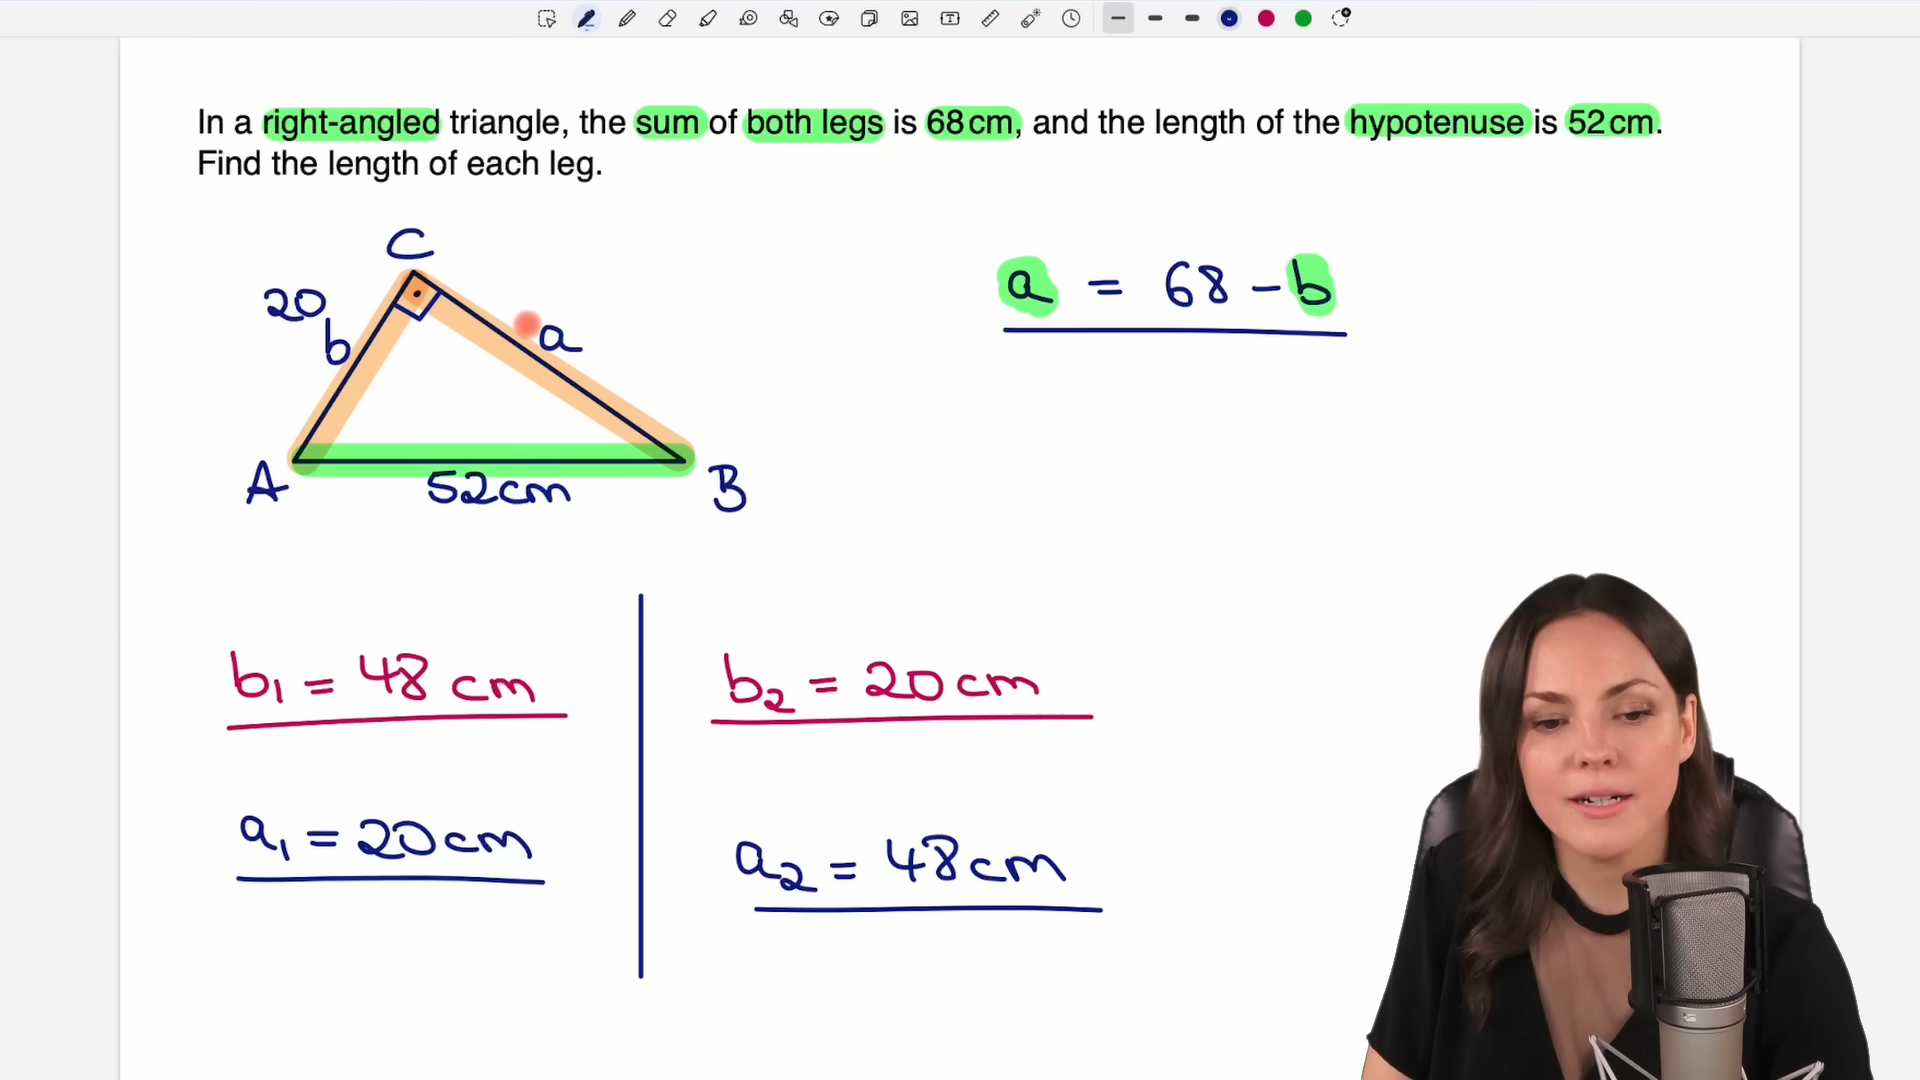 In a right-angled triangle, the sum of both legs is 68 cm, and the length of the hypotenuse is 52 cm.
Find the length of each leg.
C
20
b
a
A
52cm
B
a = 68 - b
b1 = 48 cm
b2 = 20cm
a1 = 20cm
a2 = 48cm